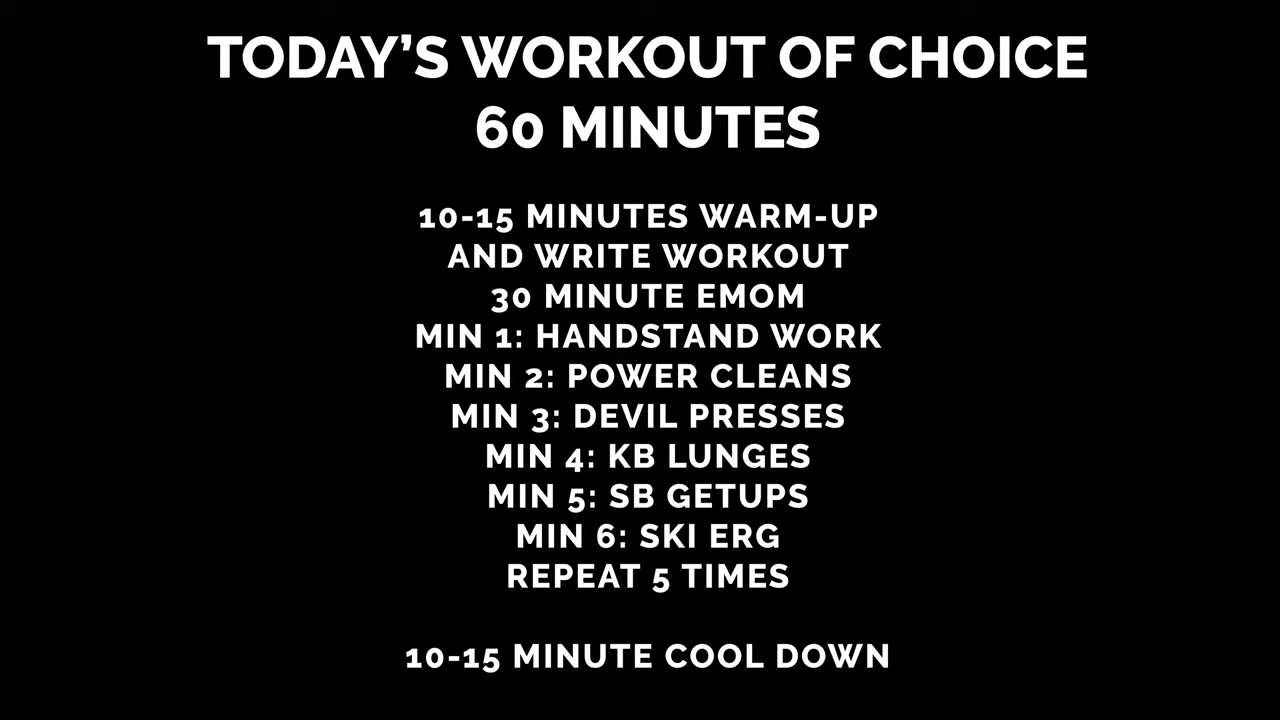 TODAY’S WORKOUT OF CHOICE
60 MINUTES
10-15 MINUTES WARM-UP
AND WRITE WORKOUT
30 MINUTE EMOM
MIN 1: HANDSTAND WORK
MIN 2: POWER CLEANS
MIN 3: DEVIL PRESSES
MIN 4: KB LUNGES
MIN 5: SB GETUPS
MIN 6: SKI ERG
REPEAT 5 TIMES
10-15 MINUTE COOL DOWN